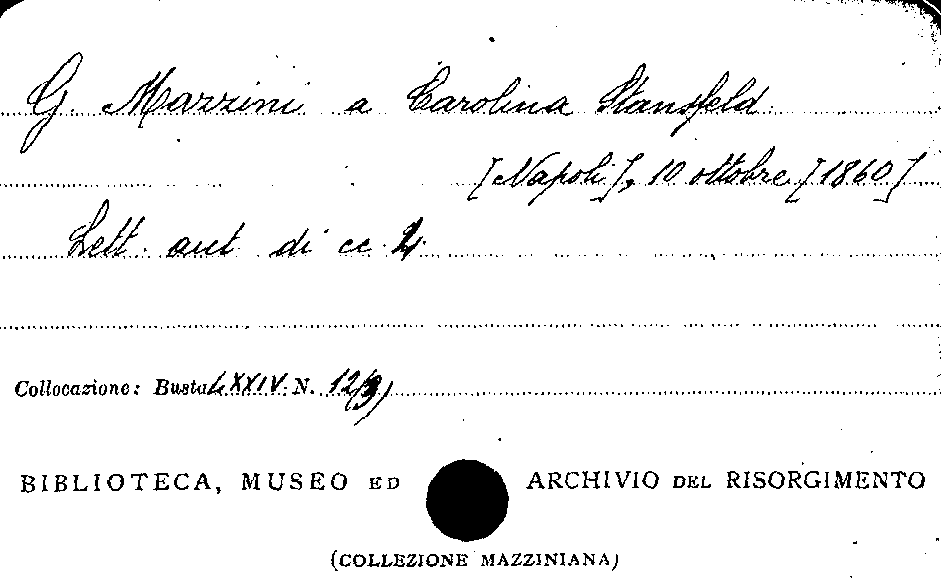 G. Mazzini a Carolina Stansfeld.
[Napoli], 10 ottobre [1860]
Lett. aut. di cc. 2.
Collocazione: Busta LXXIV. N. 12/3)
BIBLIOTECA, MUSEO ED ARCHIVIO DEL RISORGIMENTO
(COLLEZIONE MAZZINIANA)